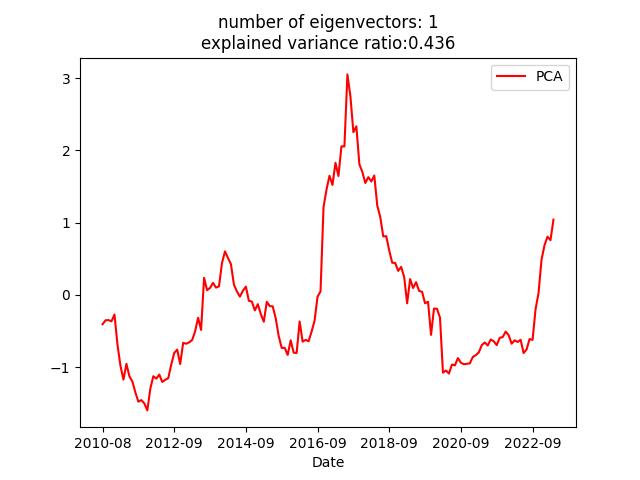 number of eigenvectors: 1
explained variance ratio:0.436
PCA
3
2
1
0
−1
2010-08 2012-09 2014-09 2016-09 2018-09 2020-09 2022-09
Date